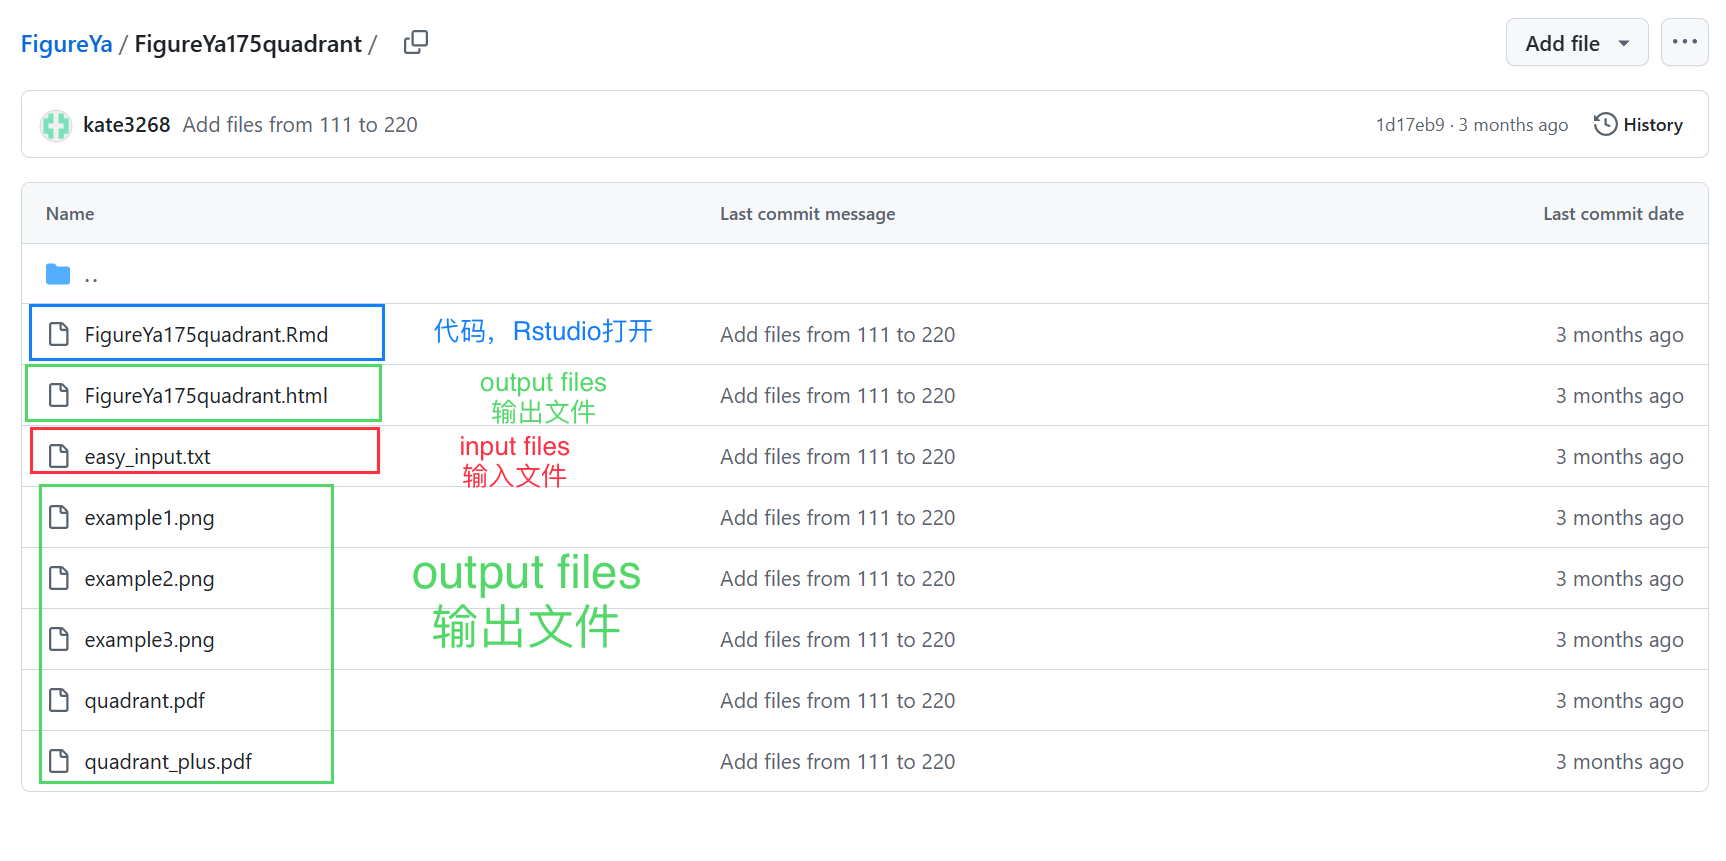 FigureYa / FigureYa175quadrant /
Add file
kate3268 Add files from 111 to 220
1d17eb9 · 3 months ago
History
Name Last commit message Last commit date
..
FigureYa175quadrant.Rmd 代码，Rstudio打开 Add files from 111 to 220 3 months ago
FigureYa175quadrant.html output files Add files from 111 to 220 3 months ago
输出文件
easy_input.txt input files Add files from 111 to 220 3 months ago
输入文件
example1.png Add files from 111 to 220 3 months ago
example2.png output files Add files from 111 to 220 3 months ago
输出文件
example3.png Add files from 111 to 220 3 months ago
quadrant.pdf Add files from 111 to 220 3 months ago
quadrant_plus.pdf Add files from 111 to 220 3 months ago